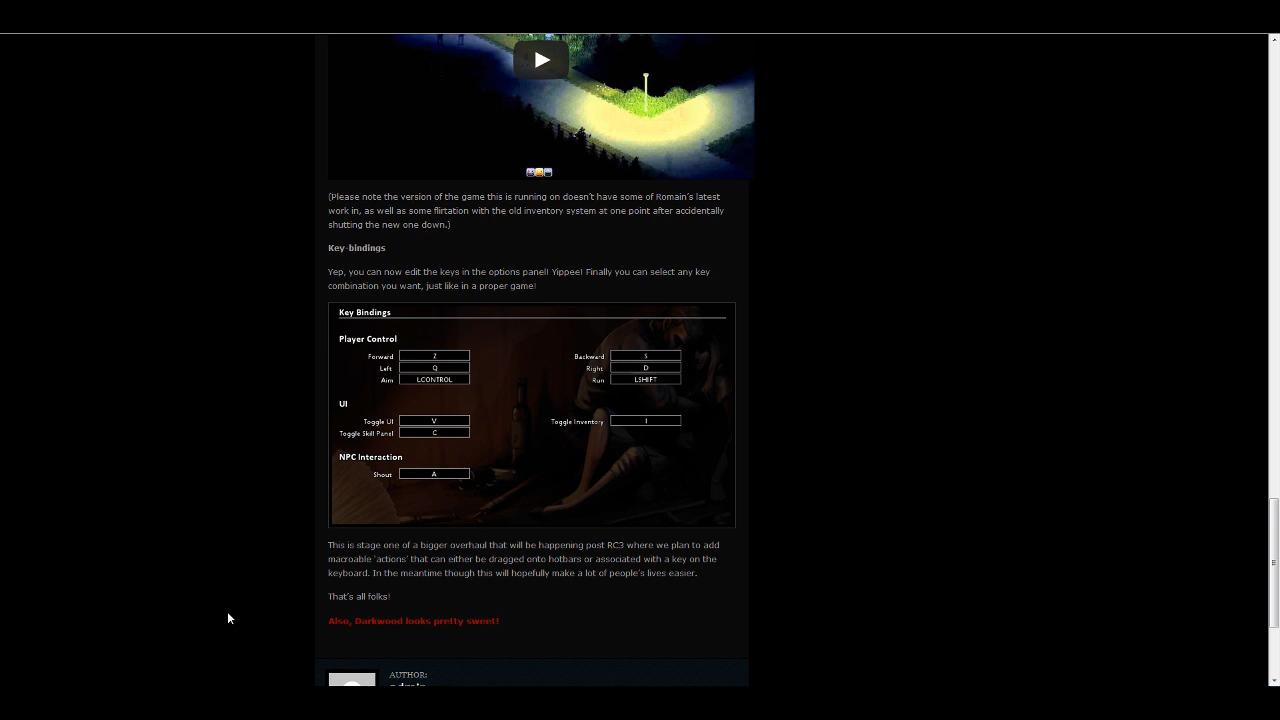 (Please note the version of the game this is running on doesn't have some of Romain's latest
work in, as well as some flirtation with the old inventory system at one point after accidentally
shutting the new one down.)
Key-bindings
Yep, you can now edit the keys in the options panel! Yippee! Finally you can select any key
combination you want, just like in a proper game!
Key Bindings
Player Control
Forward Z Backward S
Left Q Right D
Aim LCONTROL Run LSHIFT
UI
Toggle UI V Toggle Inventory I
Toggle Skill Panel C
NPC Interaction
Shout A
This is stage one of a bigger overhaul that will be happening post RC3 where we plan to add
macroable 'actions' that can either be dragged onto hotbars or associated with a key on the
keyboard. In the meantime though this will hopefully make a lot of people's lives easier.
That's all folks!
Also, Darkwood looks pretty sweet!
AUTHOR: